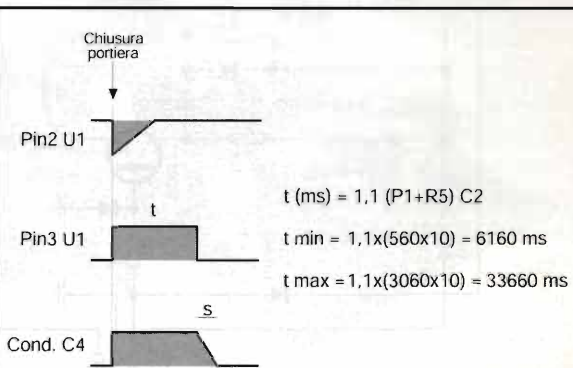 Chiusura
portiera
Pin2 U1
t
t (ms) = 1,1 (P1+R5) C2
Pin3 U1
t min = 1,1x(560x10) = 6160 ms
t max =1,1x(3060x10) = 33660 ms
s
Cond. C4